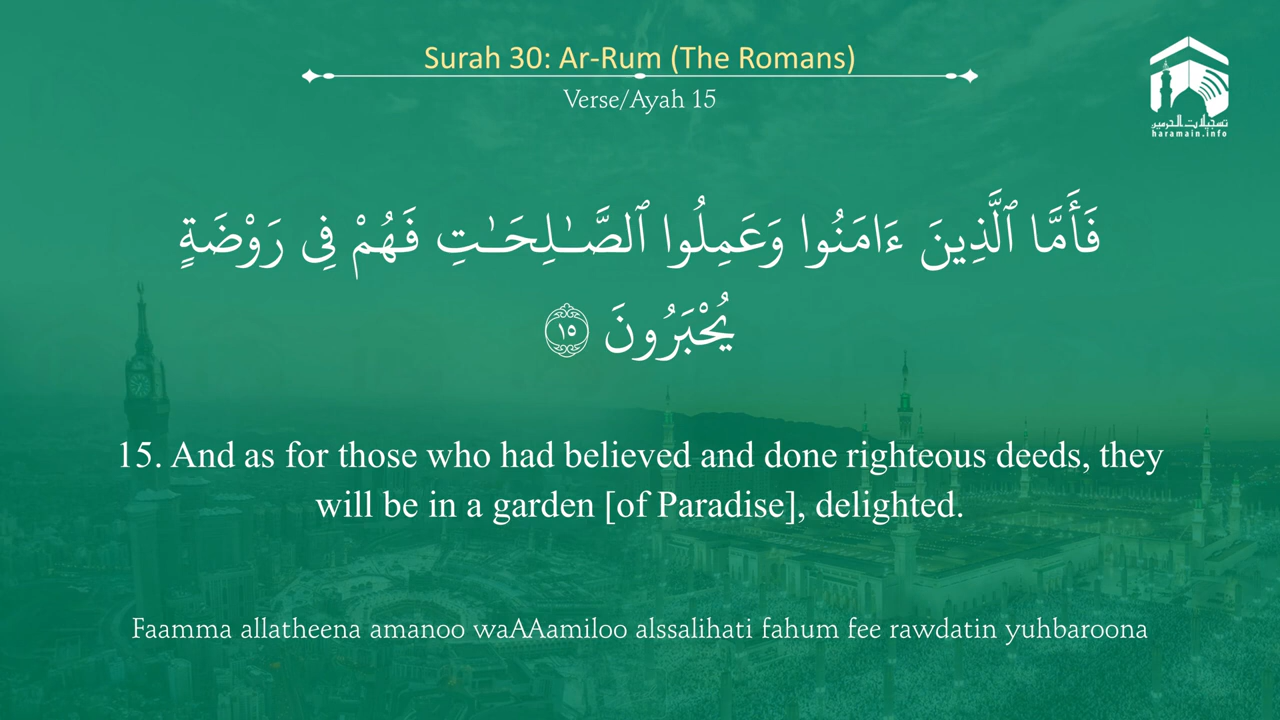 Surah 30: Ar-Rum (The Romans)
Verse/Ayah 15
تسجيلات الحرمين
haramain.info
فَأَمَّا ٱلَّذِينَ ءَامَنُوا وَعَمِلُوا ٱلصَّـٰلِحَـٰتِ فَهُمْ فِى رَوْضَةٍ
يُحْبَرُونَ ١٥
15. And as for those who had believed and done righteous deeds, they
will be in a garden [of Paradise], delighted.
Faamma allatheena amanoo waAAamiloo alssalihati fahum fee rawdatin yuhbaroona